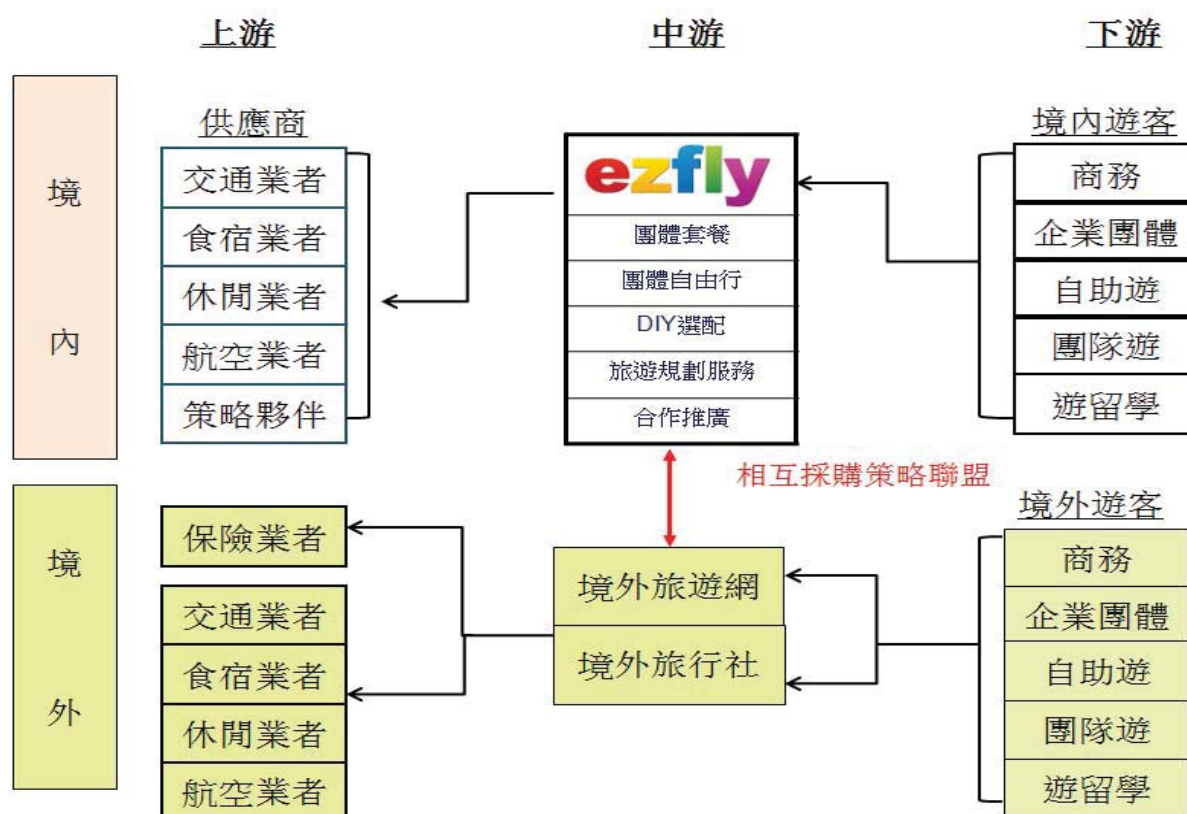 上游
中游
下游
境內
供應商
交通業者
食宿業者
休閒業者
航空業者
策略夥伴
ezfly
團體套餐
團體自由行
DIY選配
旅遊規劃服務
合作推廣
境內遊客
商務
企業團體
自助遊
團隊遊
遊留學
相互採購策略聯盟
境外
保險業者
交通業者
食宿業者
休閒業者
航空業者
境外旅遊網
境外旅行社
境外遊客
商務
企業團體
自助遊
團隊遊
遊留學